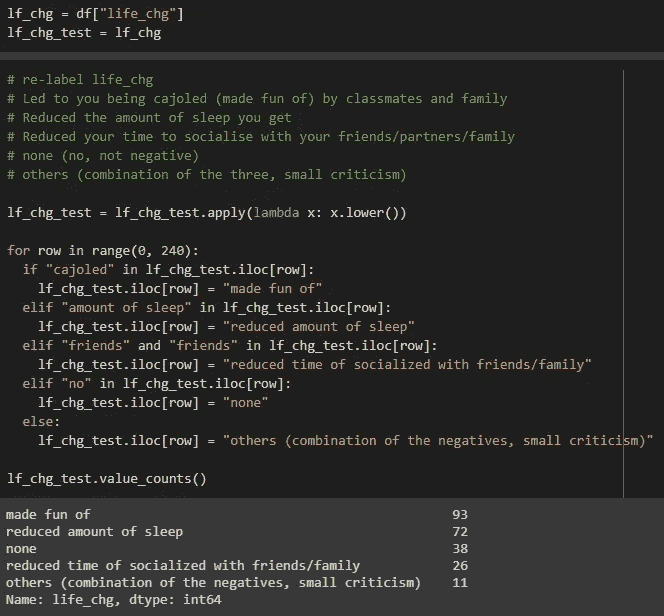 lf_chg = df["life_chg"]
lf_chg_test = lf_chg
# re-label life_chg
# Led to you being cajoled (made fun of) by classmates and family
# Reduced the amount of sleep you get
# Reduced your time to socialise with your friends/partners/family
# none (no, not negative)
# others (combination of the three, small criticism)
lf_chg_test = lf_chg_test.apply(lambda x: x.lower())
for row in range(0, 240):
  if "cajoled" in lf_chg_test.iloc[row]:
    lf_chg_test.iloc[row] = "made fun of"
  elif "amount of sleep" in lf_chg_test.iloc[row]:
    lf_chg_test.iloc[row] = "reduced amount of sleep"
  elif "friends" and "friends" in lf_chg_test.iloc[row]:
    lf_chg_test.iloc[row] = "reduced time of socialized with friends/family"
  elif "no" in lf_chg_test.iloc[row]:
    lf_chg_test.iloc[row] = "none"
  else:
    lf_chg_test.iloc[row] = "others (combination of the negatives, small criticism)"
lf_chg_test.value_counts()
made fun of 93
reduced amount of sleep 72
none 38
reduced time of socialized with friends/family 26
others (combination of the negatives, small criticism) 11
Name: life_chg, dtype: int64